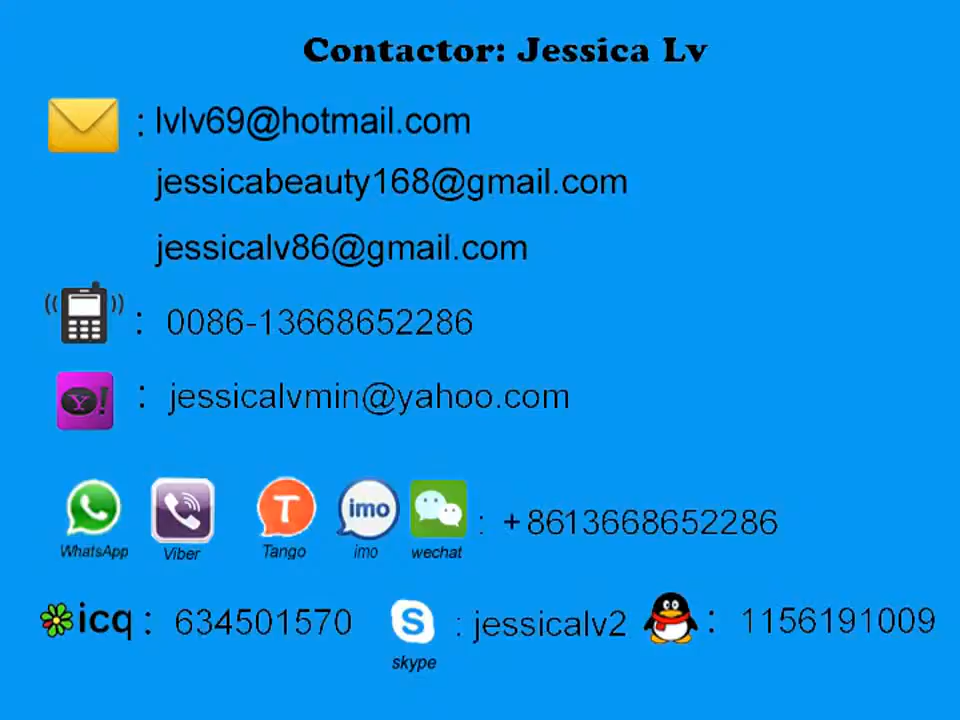 Contactor: Jessica Lv
: lvlv69@hotmail.com
jessicabeauty168@gmail.com
jessicalv86@gmail.com
: 0086-13668652286
Y! : jessicalvmin@yahoo.com
T imo : +8613668652286
WhatsApp Viber Tango imo wechat
icq : 634501570 S : jessicalv2 : 1156191009
skype